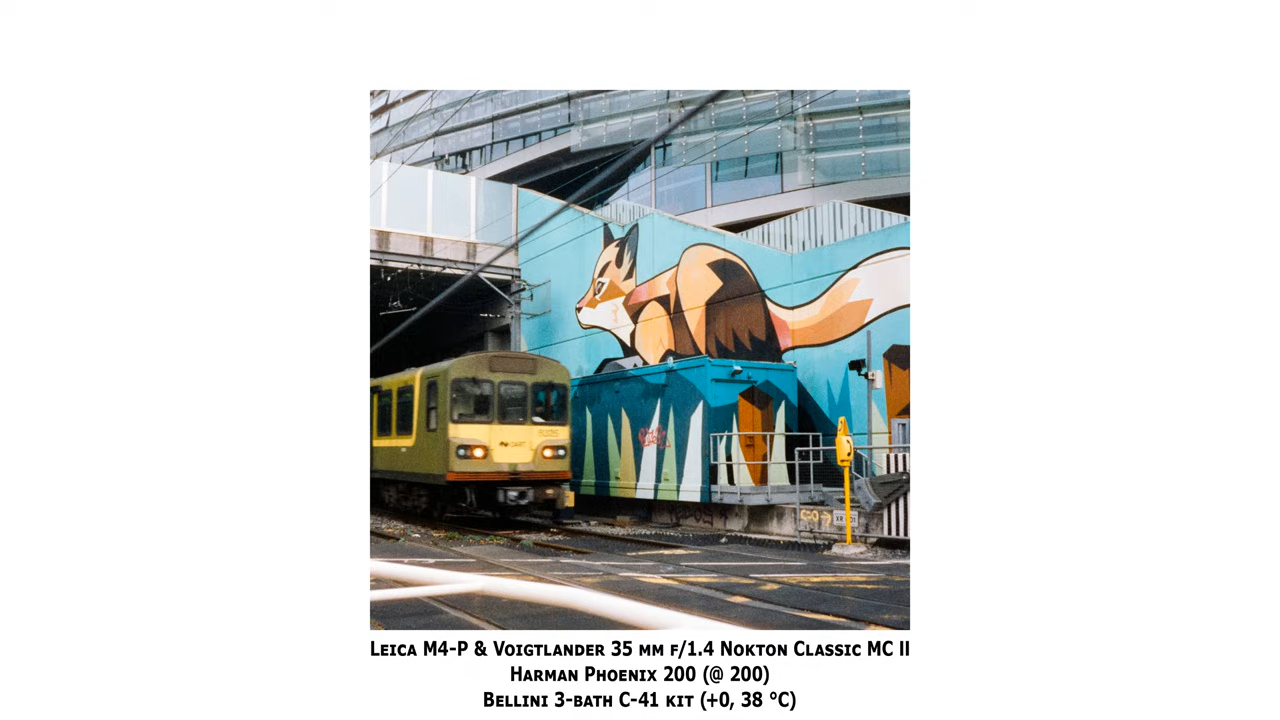 DART
Leica M4-P & Voigtlander 35 mm f/1.4 Nokton Classic MC II
Harman Phoenix 200 (@ 200)
Bellini 3-bath C-41 kit (+0, 38 °C)